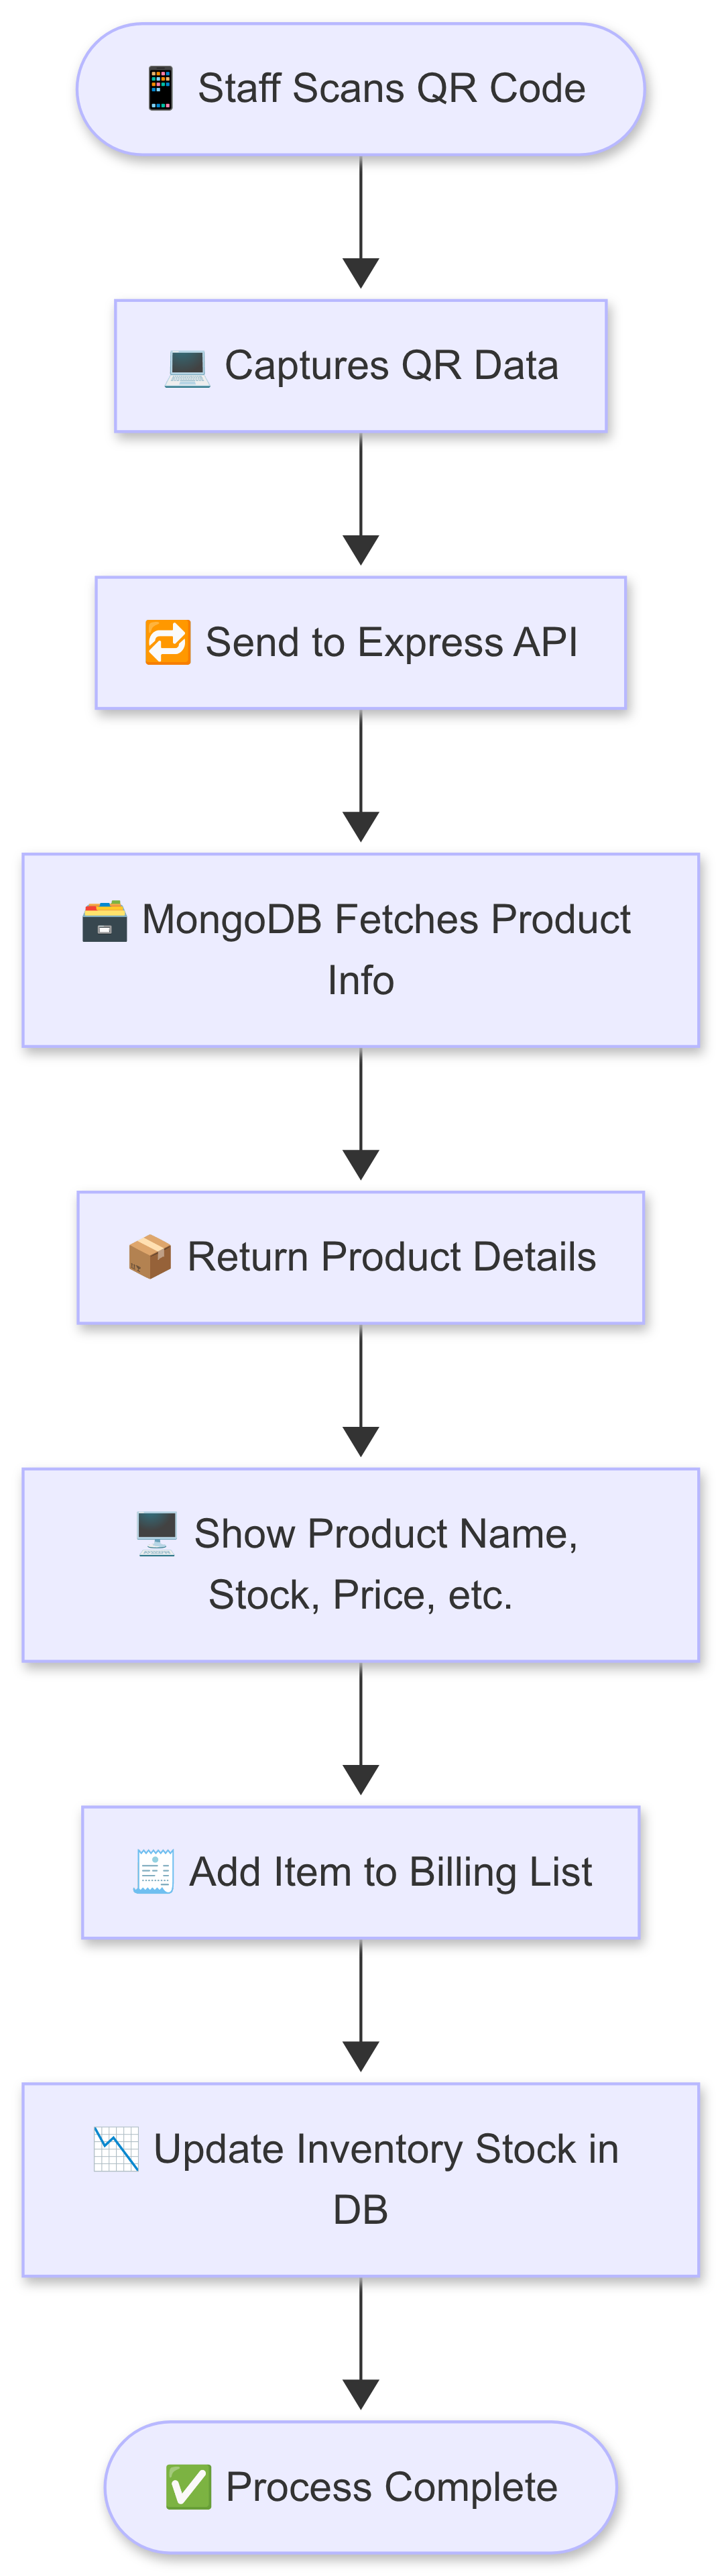 📱 Staff Scans QR Code
💻 Captures QR Data
🔁 Send to Express API
🗃️ MongoDB Fetches Product
Info
📦 Return Product Details
🖥️ Show Product Name,
Stock, Price, etc.
🧾 Add Item to Billing List
📉 Update Inventory Stock in
DB
✅ Process Complete